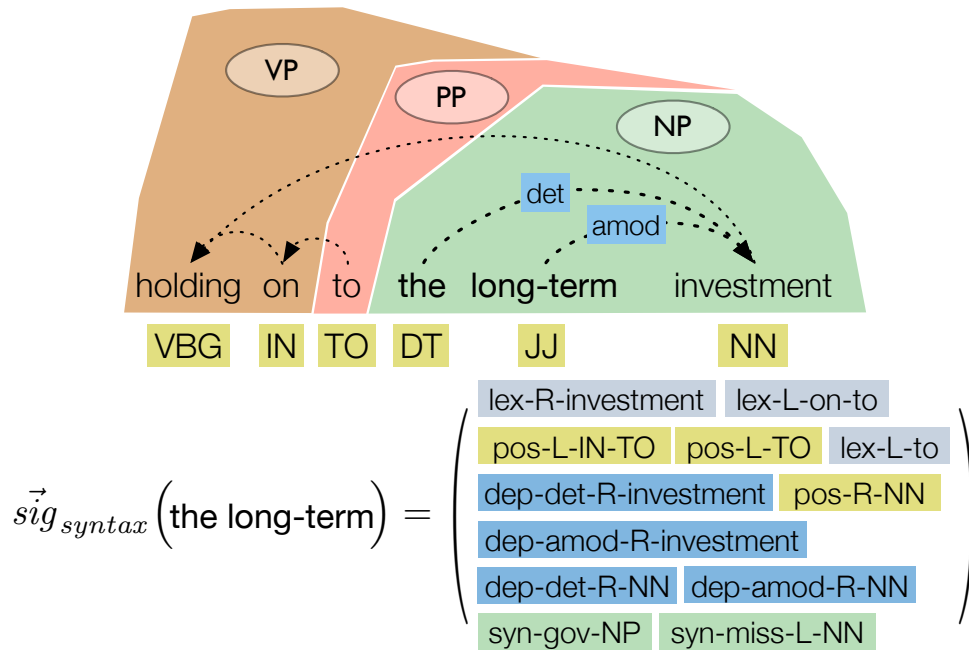 VP
PP
NP
det
amod
holding on to the long-term investment
VBG IN TO DT JJ NN
lex-R-investment lex-L-on-to
pos-L-IN-TO pos-L-TO lex-L-to
dep-det-R-investment pos-R-NN
s⃗ig_syntax(the long-term) =
dep-amod-R-investment
dep-det-R-NN dep-amod-R-NN
syn-gov-NP syn-miss-L-NN